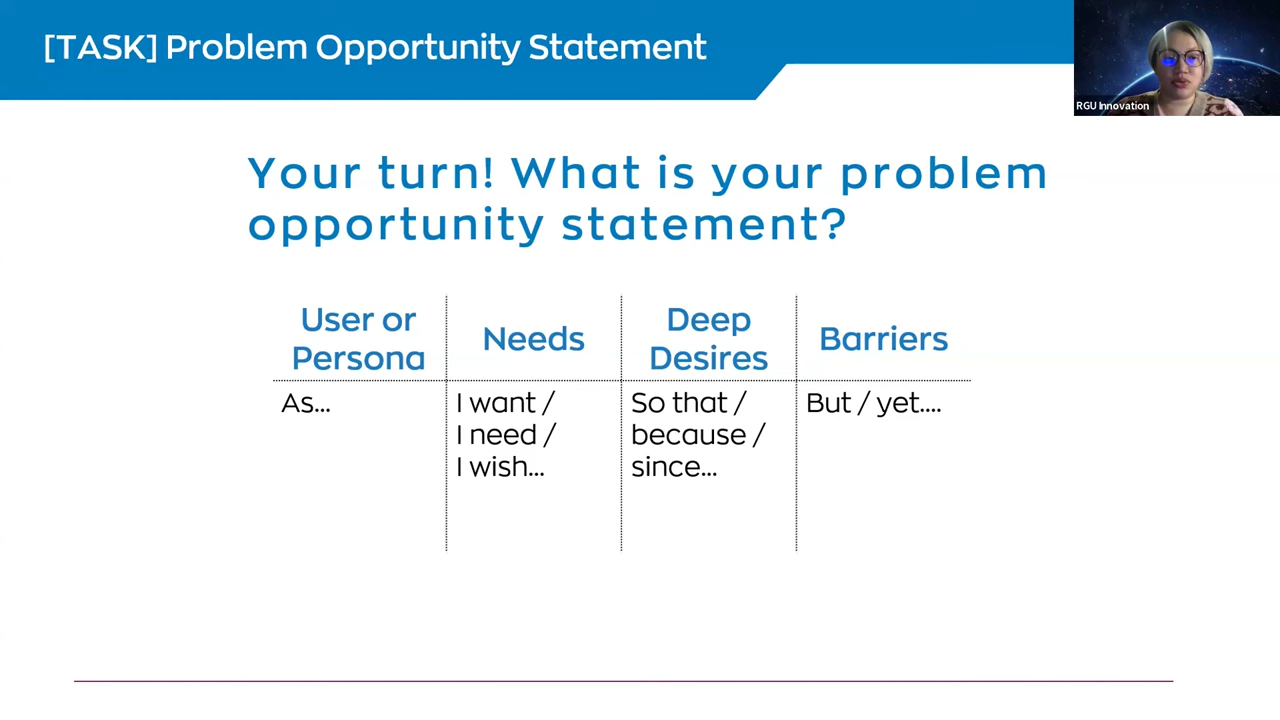 [TASK] Problem Opportunity Statement
RGU Innovation
Your turn! What is your problem
opportunity statement?
User or
Persona
Needs
Deep
Desires
Barriers
As...
I want /
I need /
I wish...
So that /
because /
since...
But / yet....